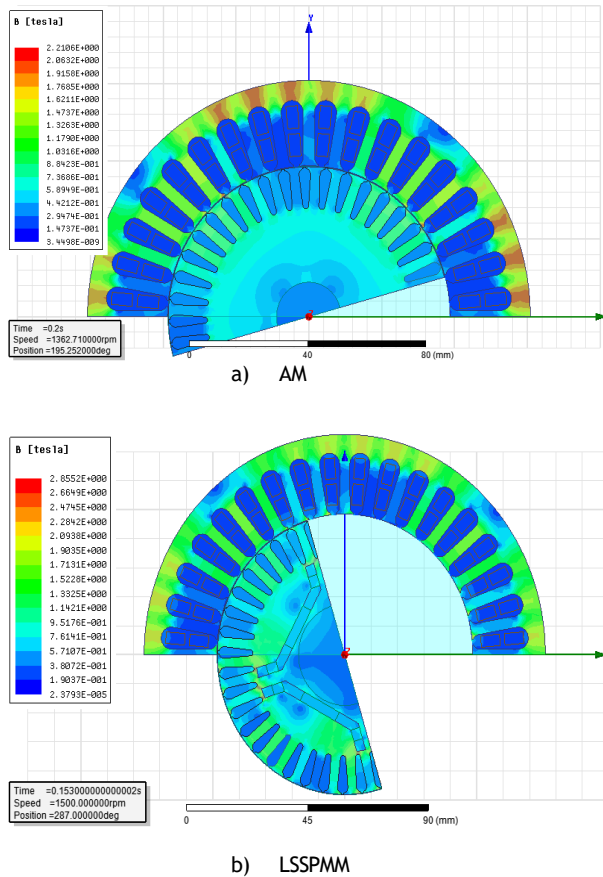 B [tesla]
2.2106E+000
2.0632E+000
1.9158E+000
1.7685E+000
1.6211E+000
1.4737E+000
1.3263E+000
1.1790E+000
1.0316E+000
8.8423E-001
7.3686E-001
5.8949E-001
4.4212E-001
2.9474E-001
1.4737E-001
3.4498E-009
Y
Time =0.2s
Speed =1362.710000rpm
Position =195.252000deg
0 40 80 (mm)
a) AM
B [tesla]
2.8552E+000
2.6649E+000
2.4745E+000
2.2842E+000
2.0938E+000
1.9035E+000
1.7131E+000
1.5228E+000
1.3325E+000
1.1421E+000
9.5176E-001
7.6141E-001
5.7107E-001
3.8072E-001
1.9037E-001
2.3793E-005
Time =0.153000000000002s
Speed =1500.000000rpm
Position =287.000000deg
0 45 90 (mm)
b) LSSPMM